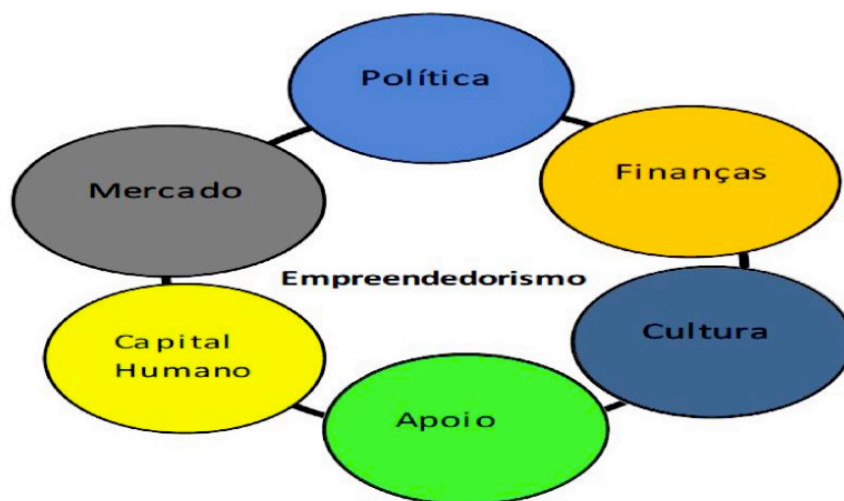 Política
Finanças
Mercado
Empreendedorismo
Cultura
Capital
Humano
Apoio